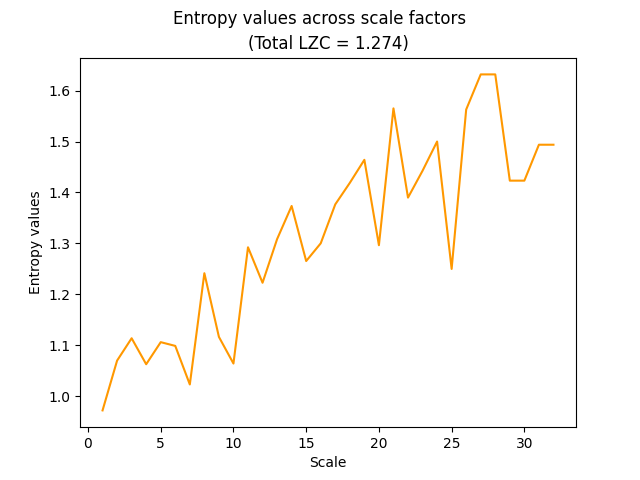 Entropy values across scale factors
(Total LZC = 1.274)
1.6
1.5
1.4
1.3
1.2
1.1
1.0
Entropy values
0 5 10 15 20 25 30
Scale